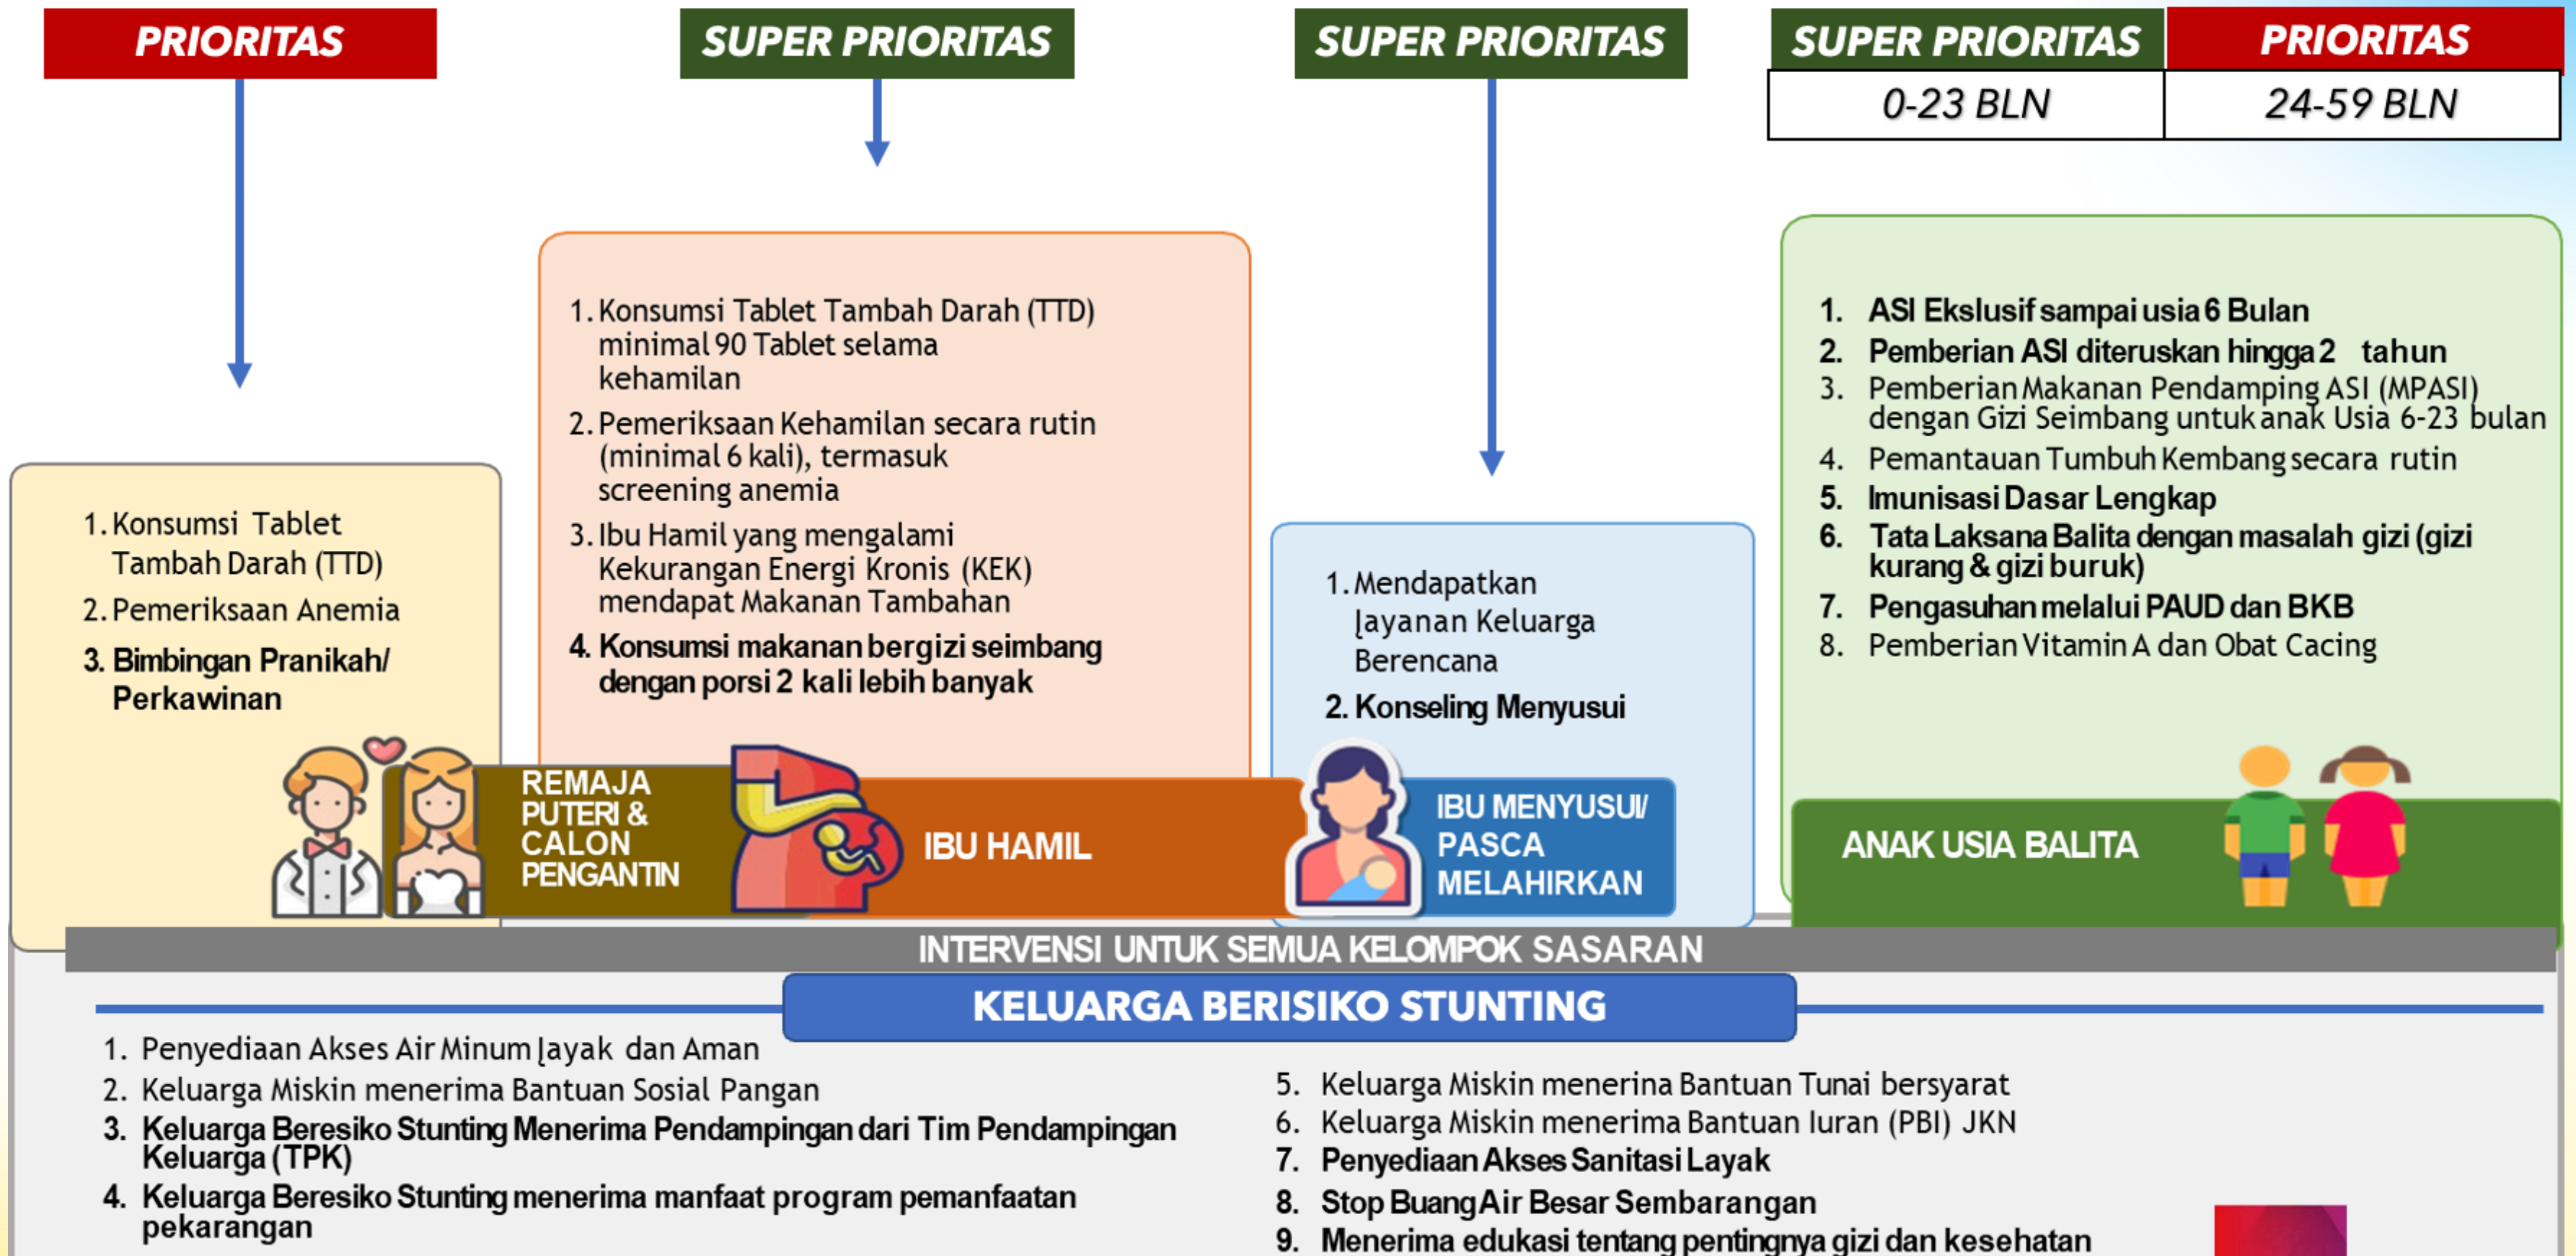 PRIORITAS
SUPER PRIORITAS
SUPER PRIORITAS
SUPER PRIORITAS
PRIORITAS
0-23 BLN
24-59 BLN
1. Konsumsi Tablet
Tambah Darah (TTD)
2. Pemeriksaan Anemia
3. Bimbingan Pranikah/
Perkawinan
REMAJA
PUTERI &
CALON
PENGANTIN
1. Konsumsi Tablet Tambah Darah (TTD)
minimal 90 Tablet selama
kehamilan
2. Pemeriksaan Kehamilan secara rutin
(minimal 6 kali), termasuk
screening anemia
3. Ibu Hamil yang mengalami
Kekurangan Energi Kronis (KEK)
mendapat Makanan Tambahan
4. Konsumsi makanan bergizi seimbang
dengan porsi 2 kali lebih banyak
IBU HAMIL
1. Mendapatkan
layanan Keluarga
Berencana
2. Konseling Menyusui
IBU MENYUSUI/
PASCA
MELAHIRKAN
1. ASI Ekslusif sampai usia 6 Bulan
2. Pemberian ASI diteruskan hingga 2 tahun
3. Pemberian Makanan Pendamping ASI (MPASI)
dengan Gizi Seimbang untuk anak Usia 6-23 bulan
4. Pemantauan Tumbuh Kembang secara rutin
5. Imunisasi Dasar Lengkap
6. Tata Laksana Balita dengan masalah gizi (gizi
kurang & gizi buruk)
7. Pengasuhan melalui PAUD dan BKB
8. Pemberian Vitamin A dan Obat Cacing
ANAK USIA BALITA
INTERVENSI UNTUK SEMUA KELOMPOK SASARAN
KELUARGA BERISIKO STUNTING
1. Penyediaan Akses Air Minum layak dan Aman
2. Keluarga Miskin menerima Bantuan Sosial Pangan
3. Keluarga Beresiko Stunting Menerima Pendampingan dari Tim Pendampingan
Keluarga (TPK)
4. Keluarga Beresiko Stunting menerima manfaat program pemanfaatan
pekarangan
5. Keluarga Miskin menerina Bantuan Tunai bersyarat
6. Keluarga Miskin menerima Bantuan Iuran (PBI) JKN
7. Penyediaan Akses Sanitasi Layak
8. Stop Buang Air Besar Sembarangan
9. Menerima edukasi tentang pentingnya gizi dan kesehatan